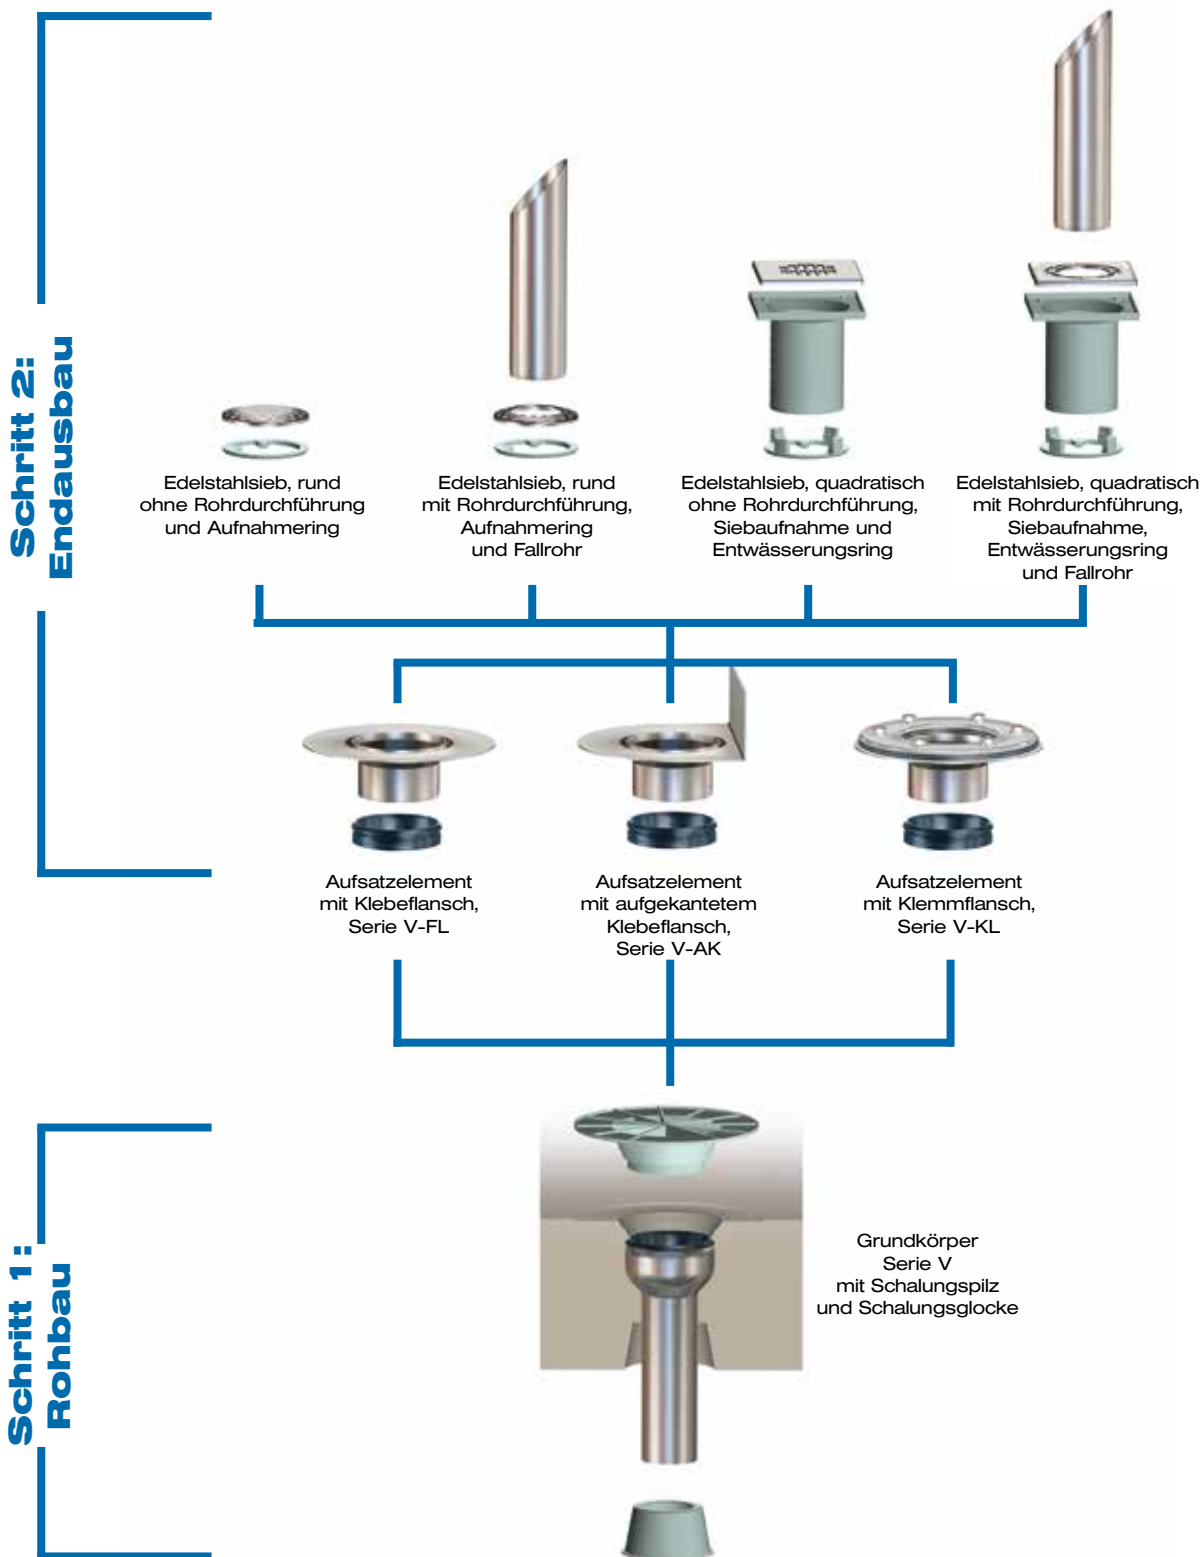 Schritt 2:
Endausbau
Edelstahlsieb, rund
ohne Rohrdurchführung
und Aufnahmering
Edelstahlsieb, rund
mit Rohrdurchführung,
Aufnahmering
und Fallrohr
Edelstahlsieb, quadratisch
ohne Rohrdurchführung,
Siebaufnahme und
Entwässerungsring
Edelstahlsieb, quadratisch
mit Rohrdurchführung,
Siebaufnahme,
Entwässerungsring
und Fallrohr
Aufsatzelement
mit Klebeflansch,
Serie V-FL
Aufsatzelement
mit aufgekantetem
Klebeflansch,
Serie V-AK
Aufsatzelement
mit Klemmflansch,
Serie V-KL
Schritt 1:
Rohbau
Grundkörper
Serie V
mit Schalungspilz
und Schalungsglocke